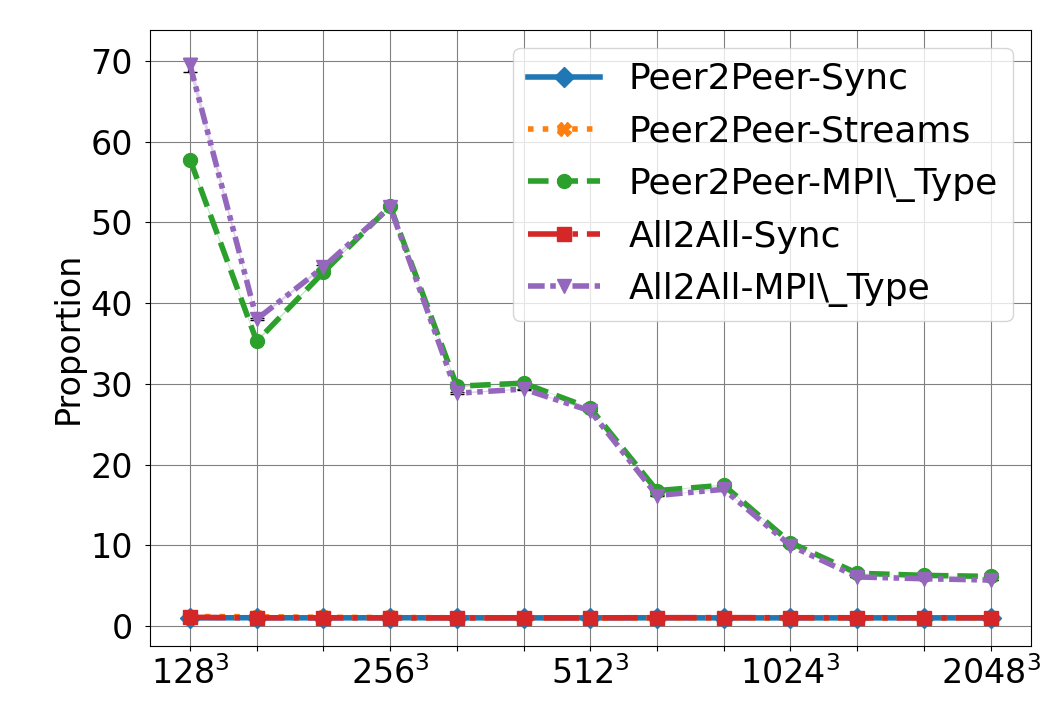 70
60
50
40
30
20
10
0
Proportion
Peer2Peer-Sync
Peer2Peer-Streams
Peer2Peer-MPI\_Type
All2All-Sync
All2All-MPI\_Type
128³ 256³ 512³ 1024³ 2048³